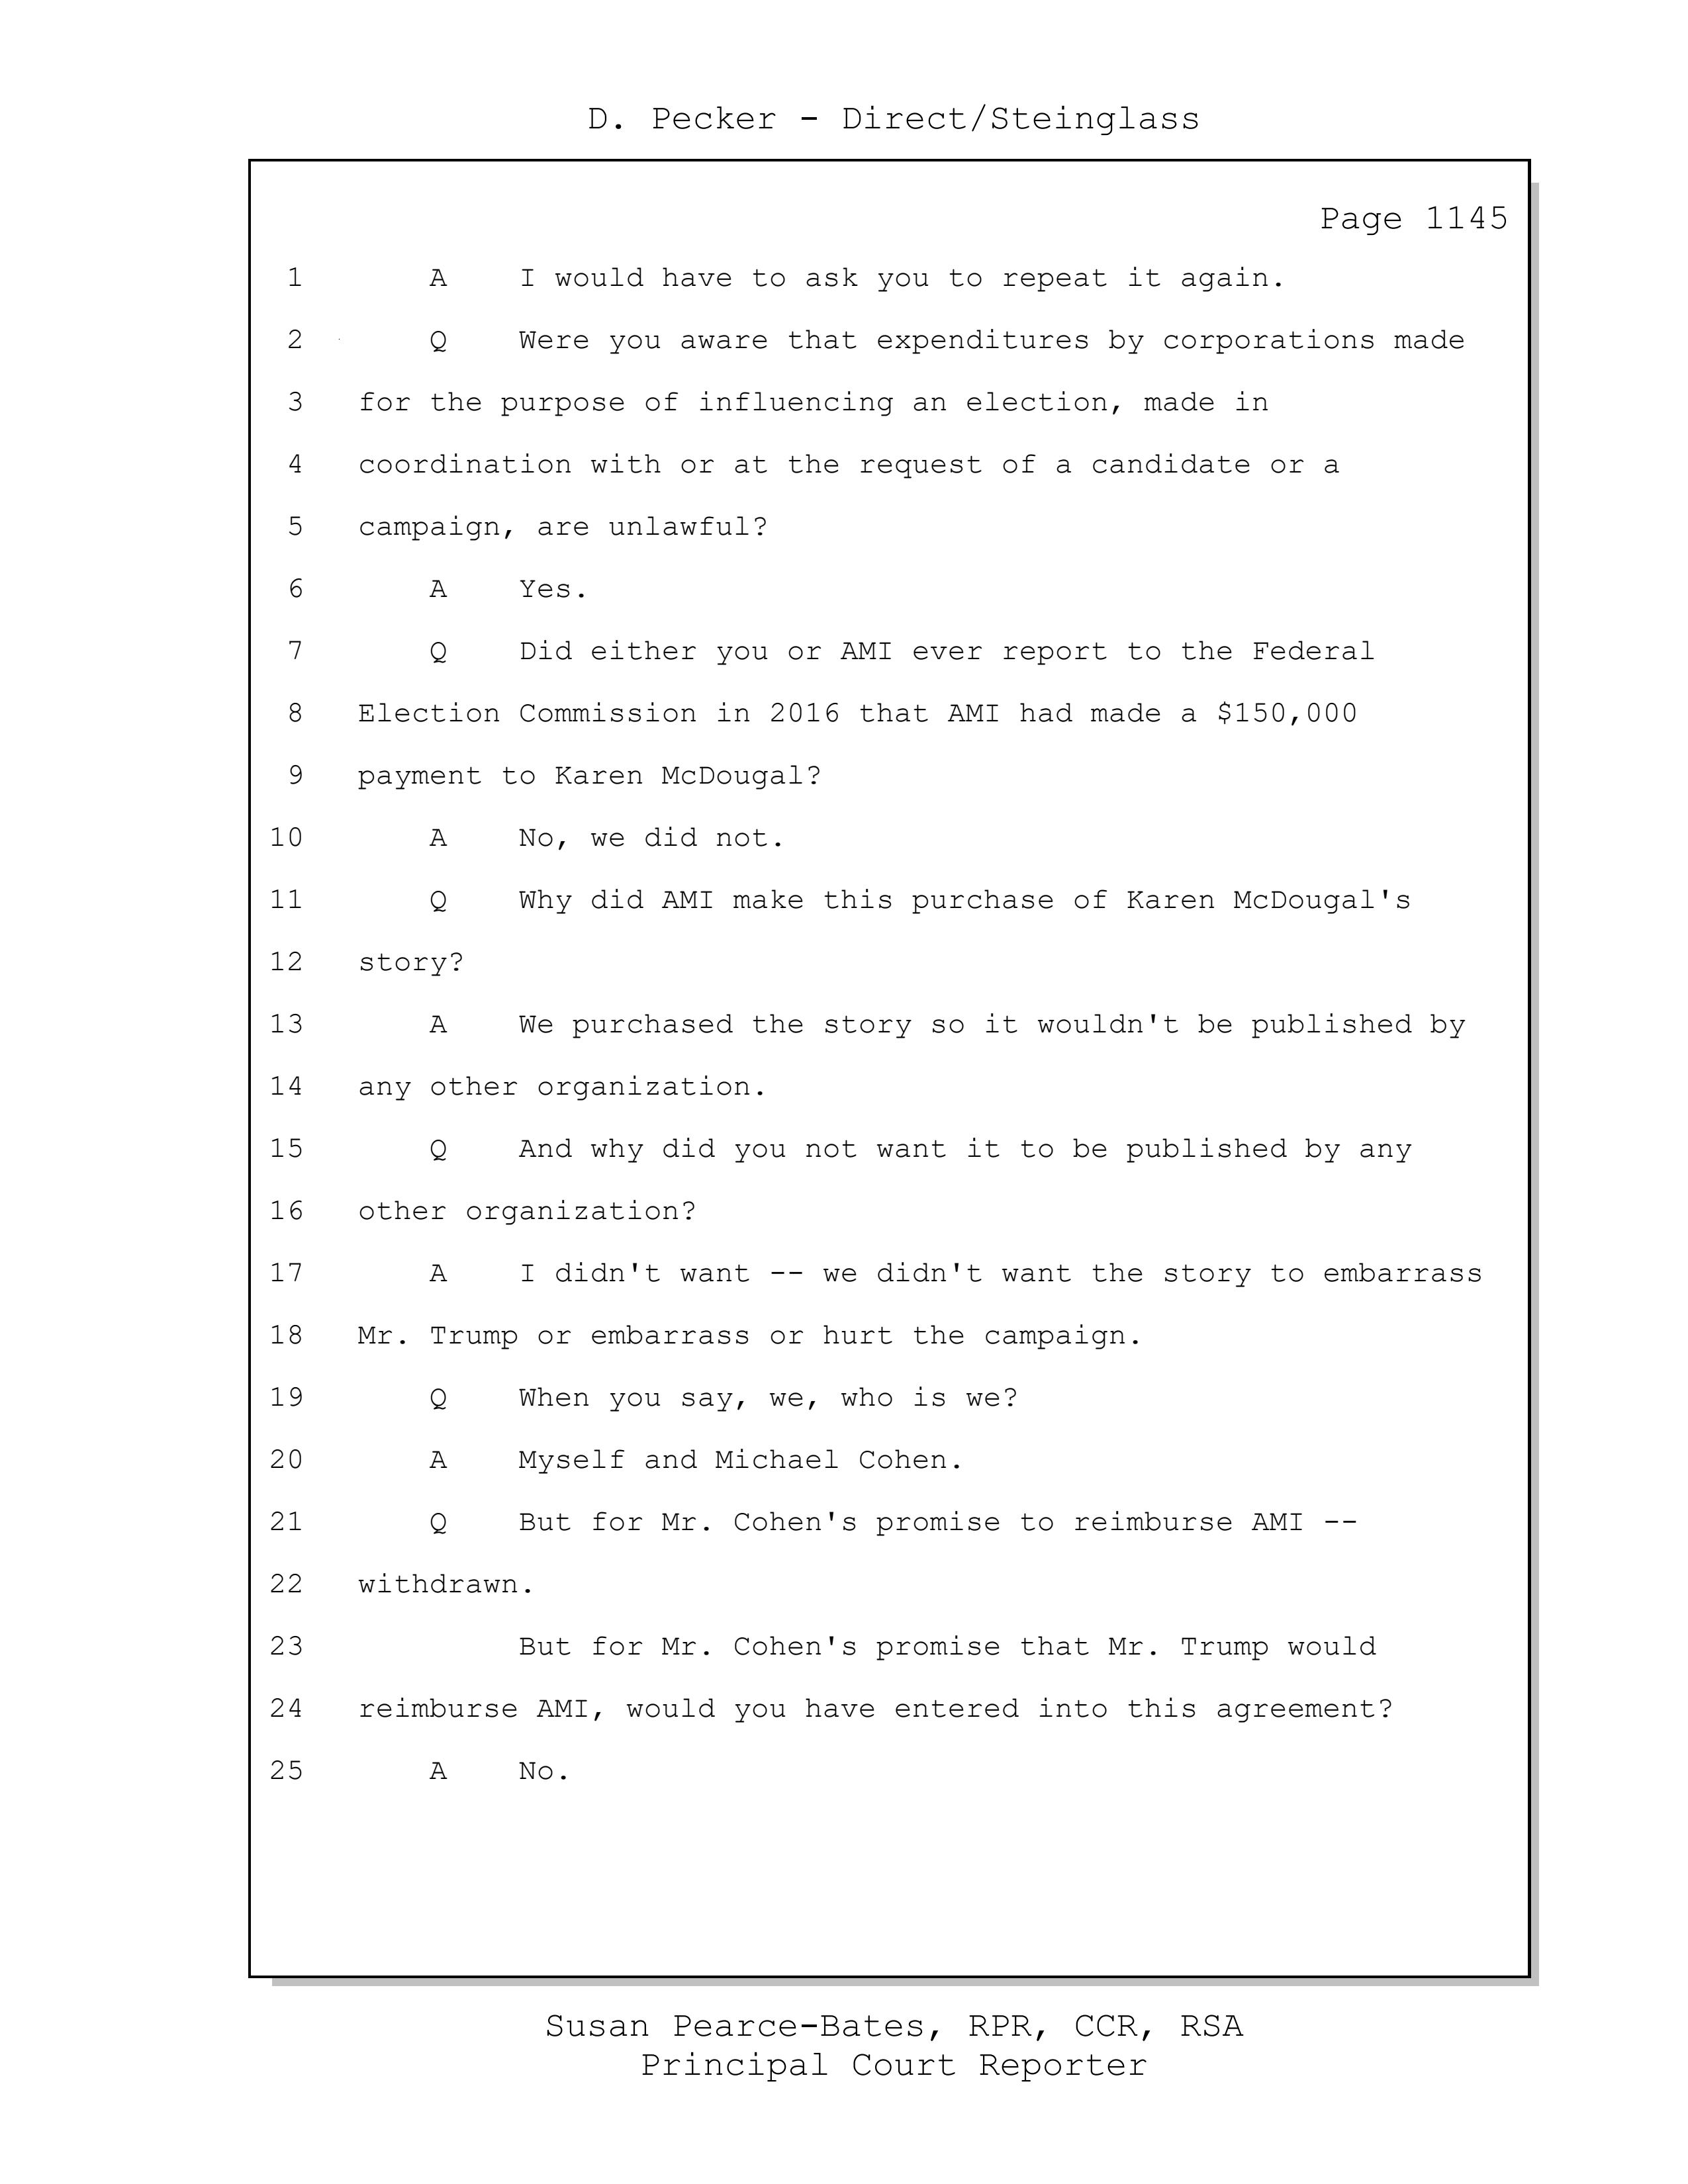 D. Pecker - Direct/Steinglass
Page 1145
1 A I would have to ask you to repeat it again.
2 Q Were you aware that expenditures by corporations made
3 for the purpose of influencing an election, made in
4 coordination with or at the request of a candidate or a
5 campaign, are unlawful?
6 A Yes.
7 Q Did either you or AMI ever report to the Federal
8 Election Commission in 2016 that AMI had made a $150,000
9 payment to Karen McDougal?
10 A No, we did not.
11 Q Why did AMI make this purchase of Karen McDougal's
12 story?
13 A We purchased the story so it wouldn't be published by
14 any other organization.
15 Q And why did you not want it to be published by any
16 other organization?
17 A I didn't want -- we didn't want the story to embarrass
18 Mr. Trump or embarrass or hurt the campaign.
19 Q When you say, we, who is we?
20 A Myself and Michael Cohen.
21 Q But for Mr. Cohen's promise to reimburse AMI --
22 withdrawn.
23 But for Mr. Cohen's promise that Mr. Trump would
24 reimburse AMI, would you have entered into this agreement?
25 A No.
Susan Pearce-Bates, RPR, CCR, RSA
Principal Court Reporter